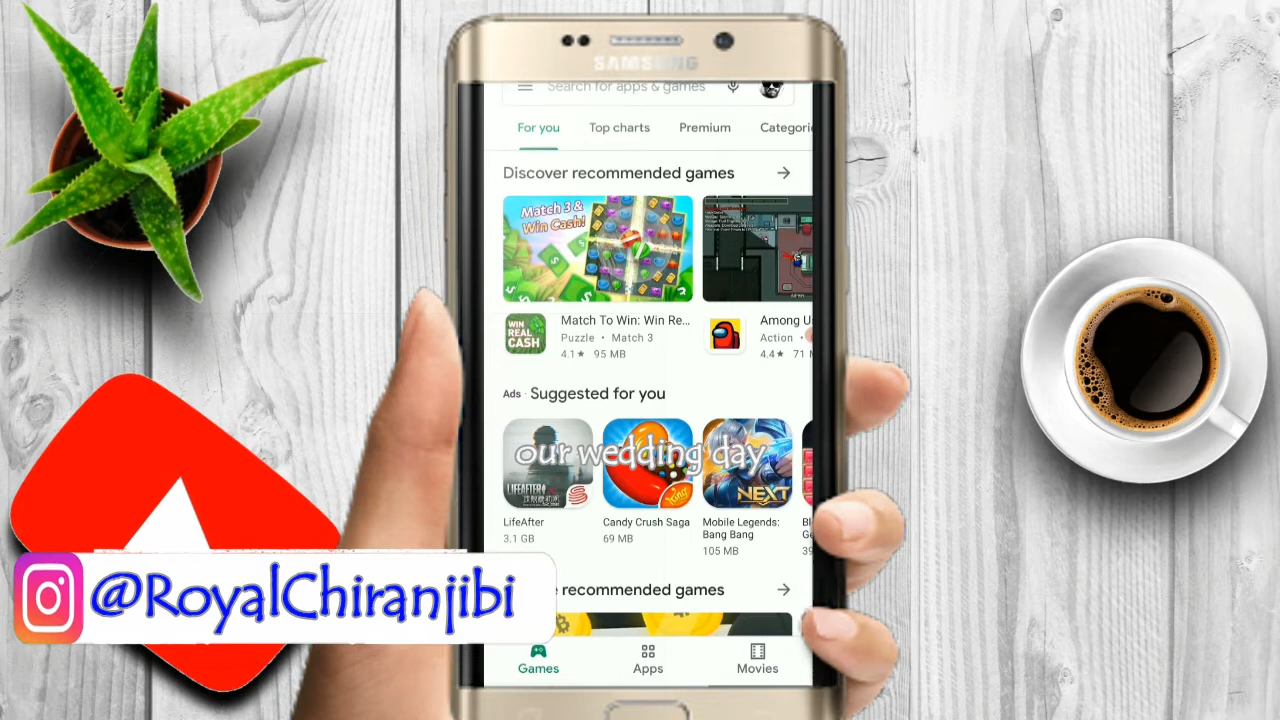 SAMSUNG
Search for apps & games
For you Top charts Premium Categori
Discover recommended games
Match 3 &
Win Cash!
WIN
REAL
CASH
Match To Win: Win Re...
Puzzle • Match 3
4.1★ 95 MB
Among U
Action •
4.4★ 71 M
Ads · Suggested for you
our wedding day
LIFEAFTER
King
NEXT
LifeAfter
3.1 GB
Candy Crush Saga
69 MB
Mobile Legends:
Bang Bang
105 MB
recommended games
@RoyalChiranjibi
Games Apps Movies